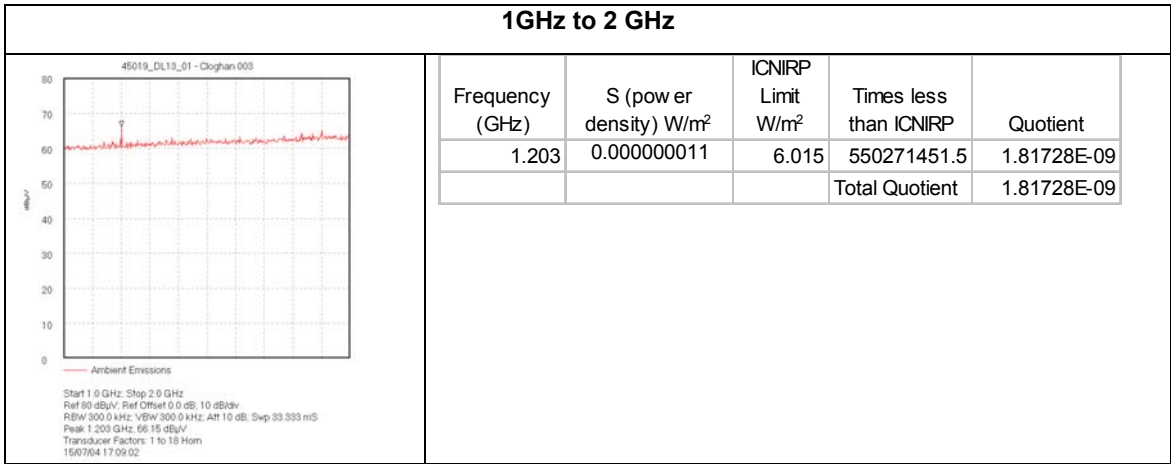 1GHz to 2 GHz
45019_DL13_01 - Cloghan 003
80
70
60
50
40
30
20
10
0
dBµV
Ambient Emissions
Start 1.0 GHz; Stop 2.0 GHz
Ref 80 dBµV; Ref Offset 0.0 dB; 10 dB/div
RBW 300.0 kHz; VBW 300.0 kHz; Att 10 dB; Swp 33.333 mS
Peak 1.203 GHz, 66.15 dBµV
Transducer Factors: 1 to 18 Horn
15/07/04 17:09:02
Frequency (GHz) S (pow er density) W/m² ICNIRP Limit W/m² Times less than ICNIRP Quotient
1.203 0.000000011 6.015 550271451.5 1.81728E-09
Total Quotient 1.81728E-09